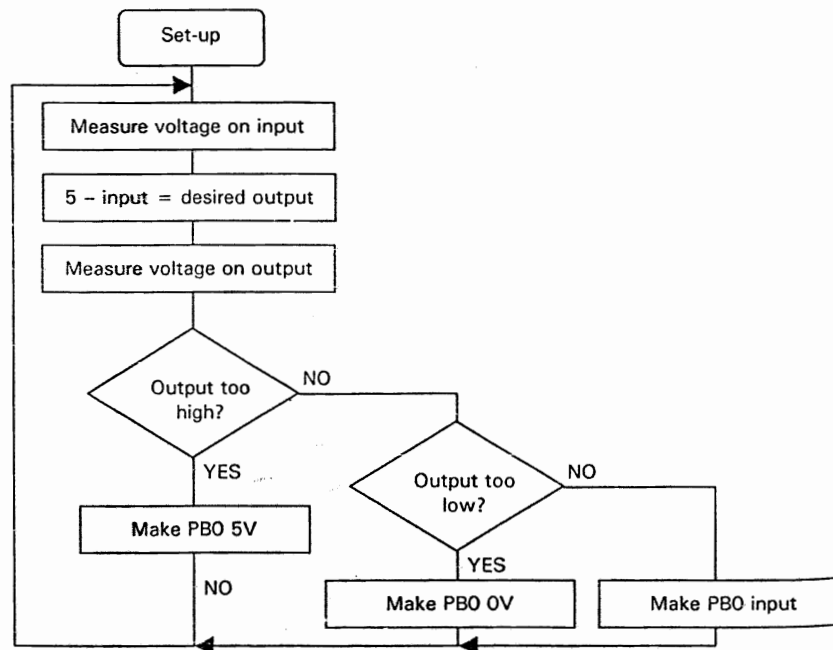 Set-up
Measure voltage on input
5 – input = desired output
Measure voltage on output
Output too
high?
NO
YES
Output too
low?
NO
Make PB0 5V
YES
NO
Make PB0 0V
Make PB0 input